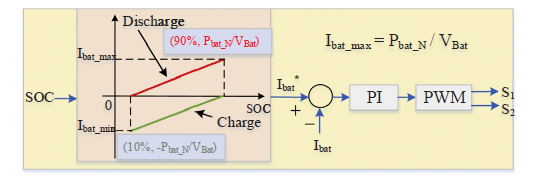 Discharge
(90%, Pbat_N/VBat)
Ibat_max
Ibat_max = Pbat_N / VBat
SOC
0
SOC
Ibat*
+
−
PI
PWM
S1
S2
Ibat_min
Charge
Ibat
(10%, -Pbat_N/VBat)